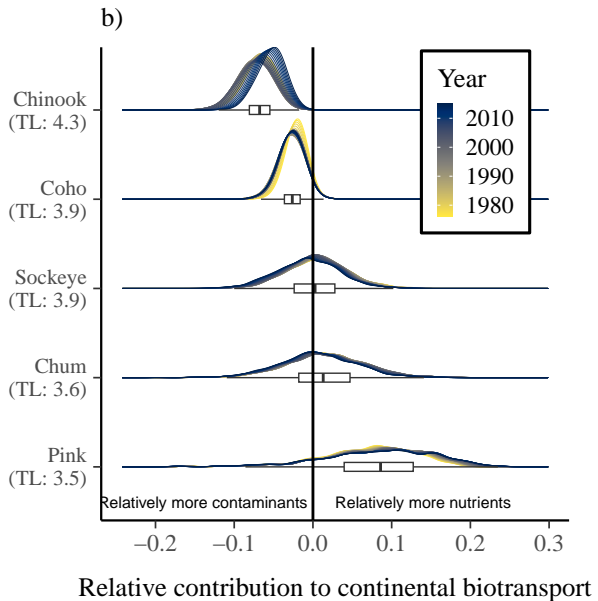 b)
Year
2010
2000
1990
1980
Chinook
(TL: 4.3)
Coho
(TL: 3.9)
Sockeye
(TL: 3.9)
Chum
(TL: 3.6)
Pink
(TL: 3.5)
Relatively more contaminants
Relatively more nutrients
−0.2 −0.1 0.0 0.1 0.2 0.3
Relative contribution to continental biotransport